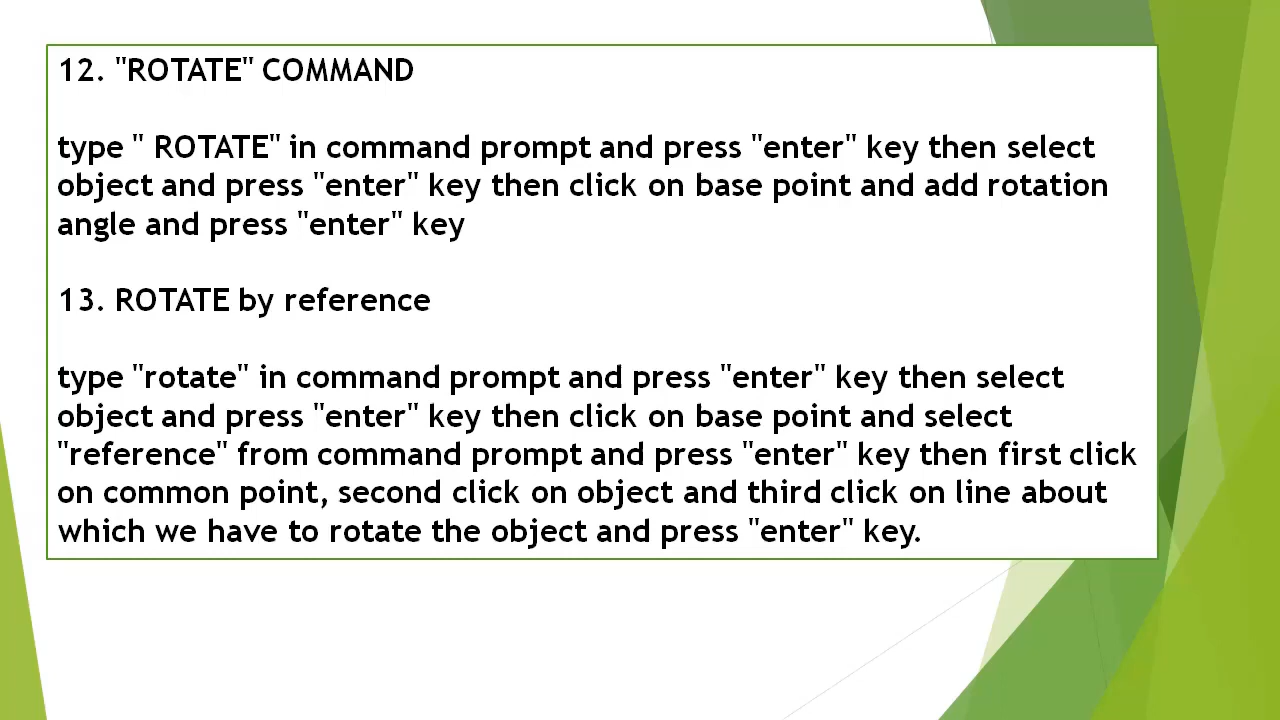 12. "ROTATE" COMMAND
type " ROTATE" in command prompt and press "enter" key then select
object and press "enter" key then click on base point and add rotation
angle and press "enter" key
13. ROTATE by reference
type "rotate" in command prompt and press "enter" key then select
object and press "enter" key then click on base point and select
"reference" from command prompt and press "enter" key then first click
on common point, second click on object and third click on line about
which we have to rotate the object and press "enter" key.